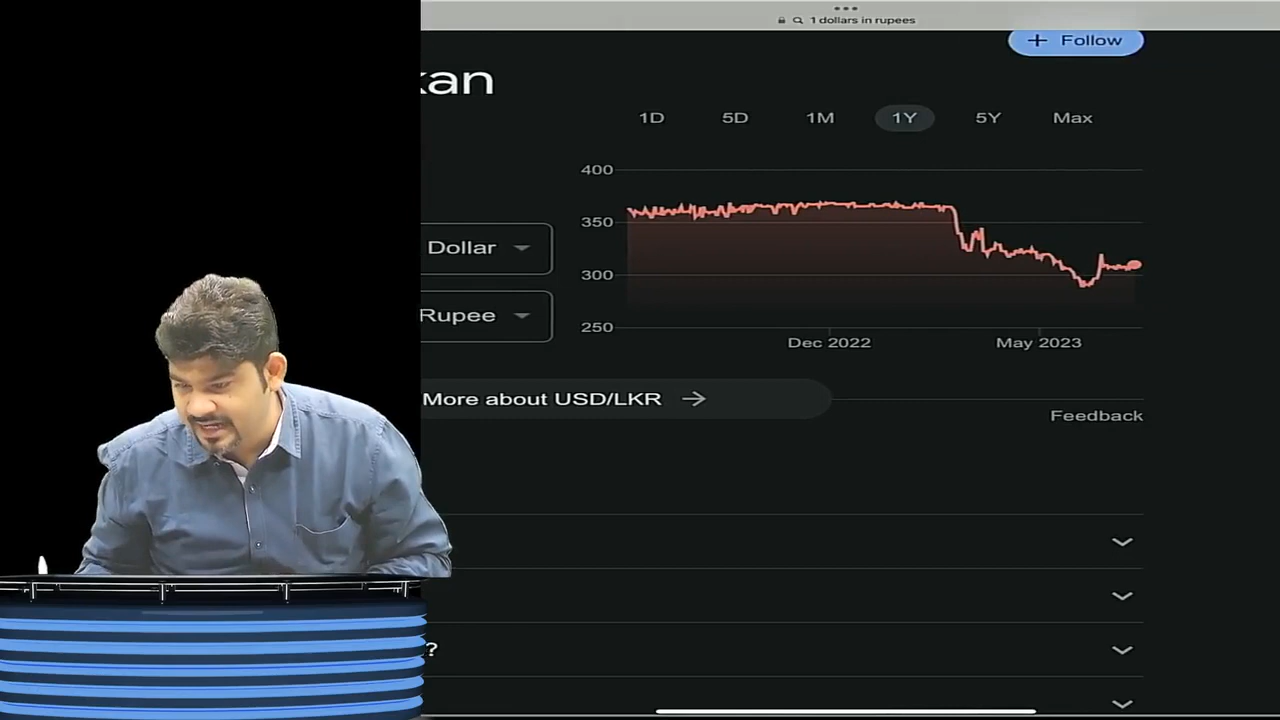 1 dollars in rupees
+ Follow
kan
1D 5D 1M 1Y 5Y Max
400
350
300
250
Dec 2022 May 2023
Dollar
Rupee
More about USD/LKR →
Feedback
?